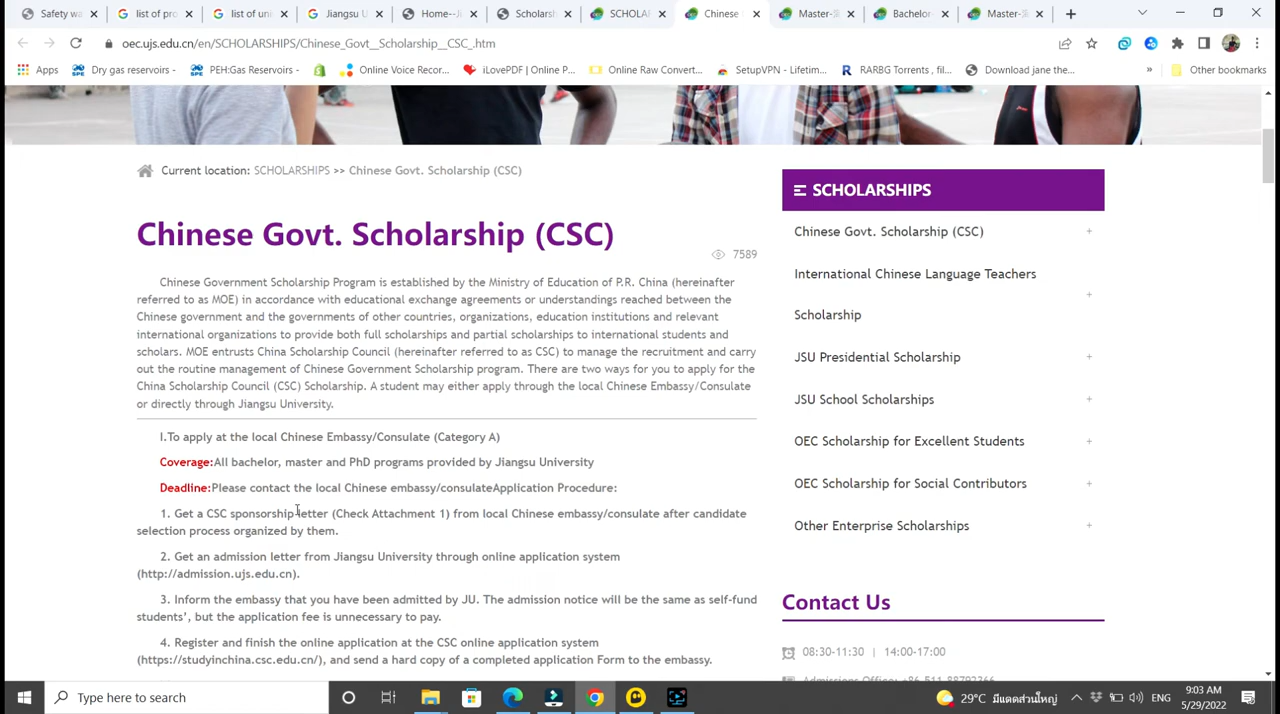 Safety wa
list of pro
list of uni
Jiangsu U
Home--Ji
Scholarsh
SCHOLAR
Chinese
Master-
Bachelor-
Master-
oec.ujs.edu.cn/en/SCHOLARSHIPS/Chinese_Govt__Scholarship__CSC_.htm
Apps
Dry gas reservoirs -
PEH:Gas Reservoirs -
Online Voice Recor...
iLovePDF | Online P...
Online Raw Convert...
SetupVPN - Lifetim...
RARBG Torrents , fil...
Download jane the...
»
Other bookmarks
Current location: SCHOLARSHIPS >> Chinese Govt. Scholarship (CSC)
Chinese Govt. Scholarship (CSC)
7589
Chinese Government Scholarship Program is established by the Ministry of Education of P.R. China (hereinafter
referred to as MOE) in accordance with educational exchange agreements or understandings reached between the
Chinese government and the governments of other countries, organizations, education institutions and relevant
international organizations to provide both full scholarships and partial scholarships to international students and
scholars. MOE entrusts China Scholarship Council (hereinafter referred to as CSC) to manage the recruitment and carry
out the routine management of Chinese Government Scholarship program. There are two ways for you to apply for the
China Scholarship Council (CSC) Scholarship. A student may either apply through the local Chinese Embassy/Consulate
or directly through Jiangsu University.
I.To apply at the local Chinese Embassy/Consulate (Category A)
Coverage:All bachelor, master and PhD programs provided by Jiangsu University
Deadline:Please contact the local Chinese embassy/consulateApplication Procedure:
1. Get a CSC sponsorship letter (Check Attachment 1) from local Chinese embassy/consulate after candidate
selection process organized by them.
2. Get an admission letter from Jiangsu University through online application system
(http://admission.ujs.edu.cn).
3. Inform the embassy that you have been admitted by JU. The admission notice will be the same as self-fund
students', but the application fee is unnecessary to pay.
4. Register and finish the online application at the CSC online application system
(https://studyinchina.csc.edu.cn/), and send a hard copy of a completed application Form to the embassy.
SCHOLARSHIPS
Chinese Govt. Scholarship (CSC) +
International Chinese Language Teachers
Scholarship +
JSU Presidential Scholarship +
JSU School Scholarships +
OEC Scholarship for Excellent Students +
OEC Scholarship for Social Contributors +
Other Enterprise Scholarships +
Contact Us
08:30-11:30 | 14:00-17:00
Admissions Office: +86-511-88792366
Type here to search
29°C มีแดดส่วนใหญ่
ENG
9:03 AM
5/29/2022